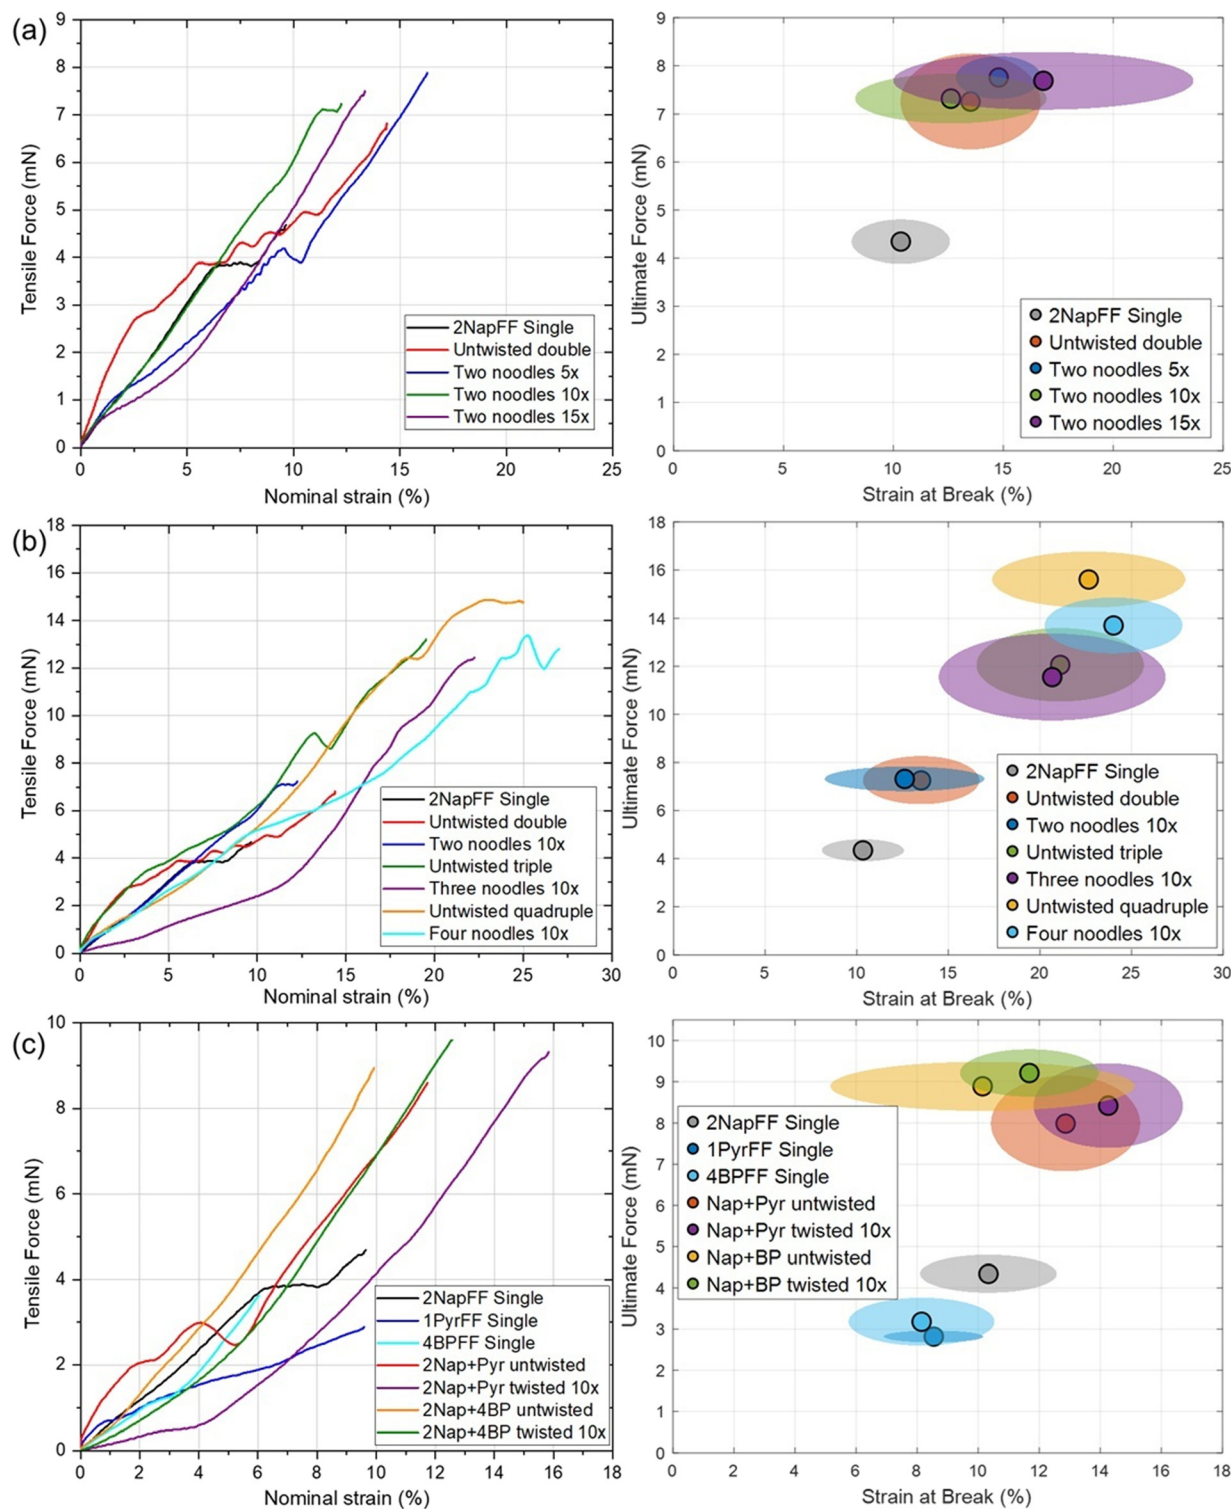 (a)
9
8
7
6
5
4
3
2
1
0
Tensile Force (mN)
2NapFF Single
Untwisted double
Two noodles 5x
Two noodles 10x
Two noodles 15x
0 5 10 15 20 25
Nominal strain (%)
9
8
7
6
5
4
3
2
1
0
Ultimate Force (mN)
2NapFF Single
Untwisted double
Two noodles 5x
Two noodles 10x
Two noodles 15x
0 5 10 15 20 25
Strain at Break (%)
(b)
18
16
14
12
10
8
6
4
2
0
Tensile Force (mN)
2NapFF Single
Untwisted double
Two noodles 10x
Untwisted triple
Three noodles 10x
Untwisted quadruple
Four noodles 10x
0 5 10 15 20 25 30
Nominal strain (%)
18
16
14
12
10
8
6
4
2
0
Ultimate Force (mN)
2NapFF Single
Untwisted double
Two noodles 10x
Untwisted triple
Three noodles 10x
Untwisted quadruple
Four noodles 10x
0 5 10 15 20 25 30
Strain at Break (%)
(c)
10
8
6
4
2
0
Tensile Force (mN)
2NapFF Single
1PyrFF Single
4BPFF Single
2Nap+Pyr untwisted
2Nap+Pyr twisted 10x
2Nap+4BP untwisted
2Nap+4BP twisted 10x
0 2 4 6 8 10 12 14 16 18
Nominal strain (%)
10
9
8
7
6
5
4
3
2
1
0
Ultimate Force (mN)
2NapFF Single
1PyrFF Single
4BPFF Single
Nap+Pyr untwisted
Nap+Pyr twisted 10x
Nap+BP untwisted
Nap+BP twisted 10x
0 2 4 6 8 10 12 14 16 18
Strain at Break (%)